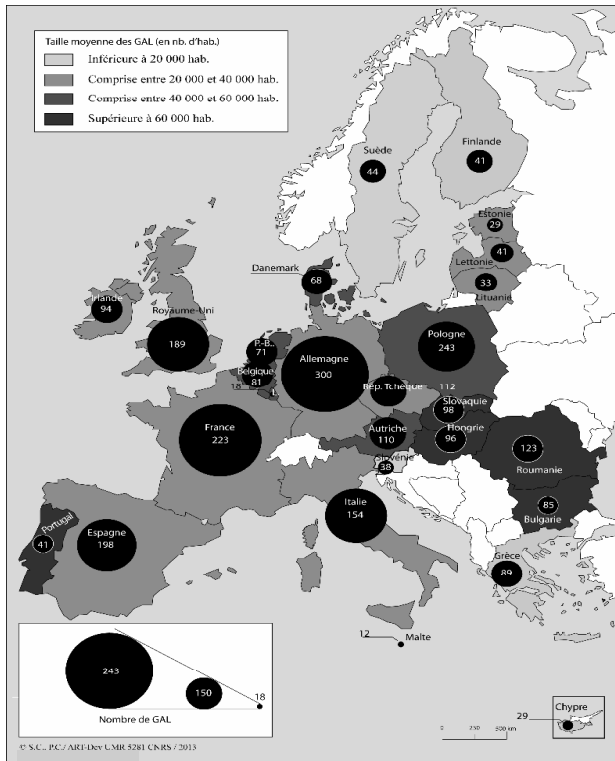 Taille moyenne des GAL (en nb. d'hab.)
Inférieure à 20 000 hab.
Comprise entre 20 000 et 40 000 hab.
Comprise entre 40 000 et 60 000 hab.
Supérieure à 60 000 hab.
Finlande
41
Suède
44
Estonie
29
41
Lettonie
33
Lituanie
Danemark
68
Irlande
94
Royaume-Uni
189
P.-B.
71
Belgique
81
18
Allemagne
300
Pologne
243
Rép. Tchèque
112
Slovaquie
98
Autriche
110
Hongrie
96
France
223
Slovénie
38
123
Roumanie
85
Bulgarie
Italie
154
Portugal
41
Espagne
198
Grèce
89
12
Malte
243
150
18
Nombre de GAL
Chypre
29
0
250
500 km
© S.C., P.C./ ART-Dev UMR 5281 CNRS / 2013